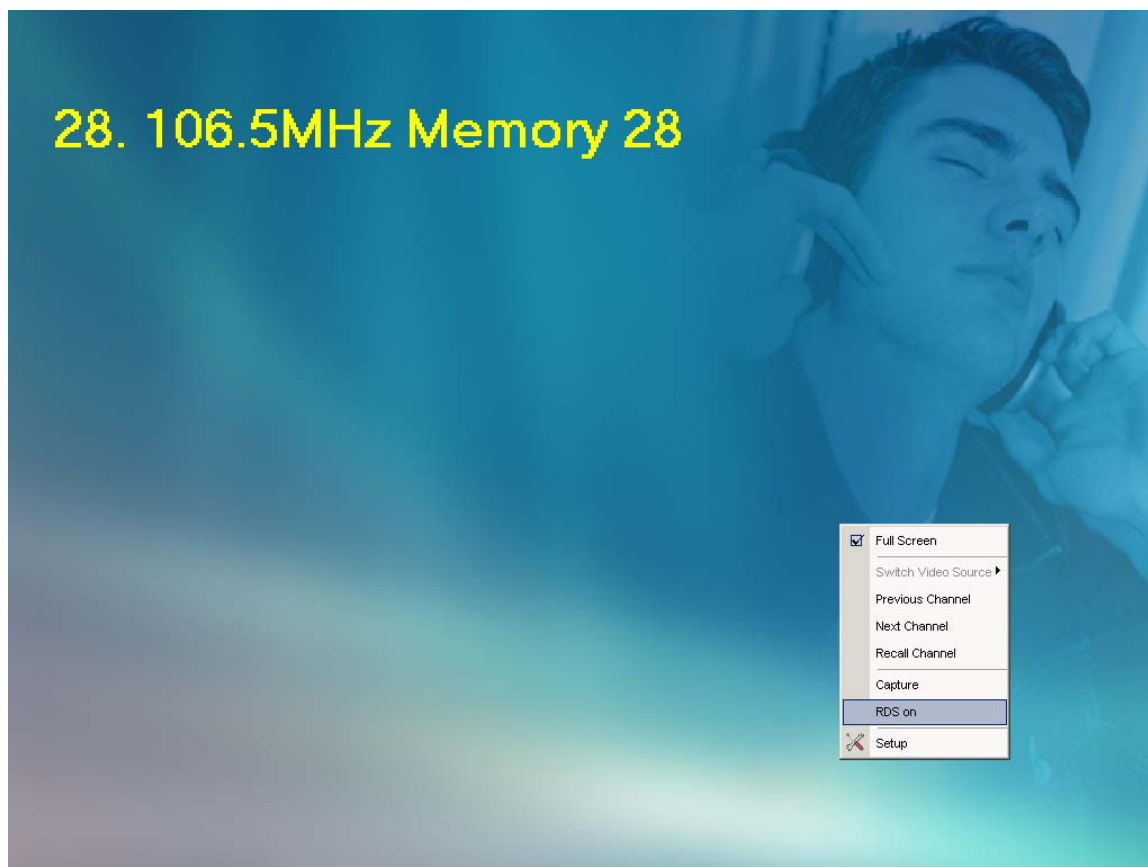 28. 106.5MHz Memory 28
Full Screen
Switch Video Source
Previous Channel
Next Channel
Recall Channel
Capture
RDS on
Setup